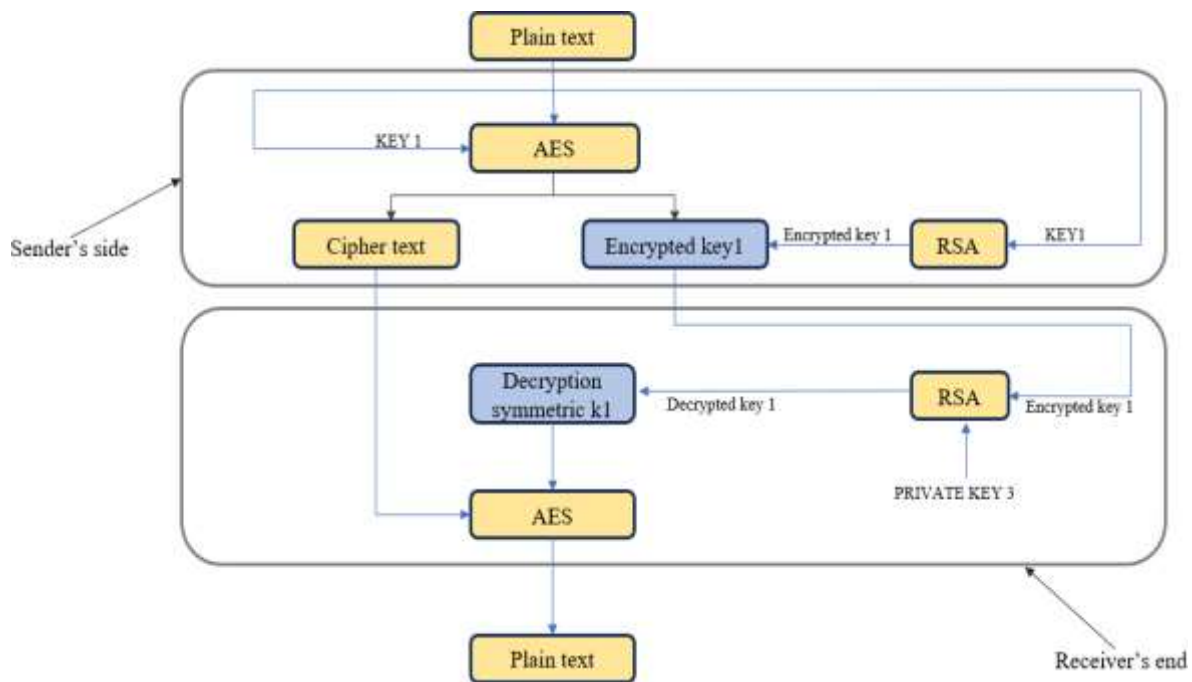 Plain text
KEY 1
AES
Sender's side
Cipher text
Encrypted key1
Encrypted key 1
RSA
KEY1
Decryption
symmetric k1
Decrypted key 1
RSA
Encrypted key 1
PRIVATE KEY 3
AES
Plain text
Receiver's end